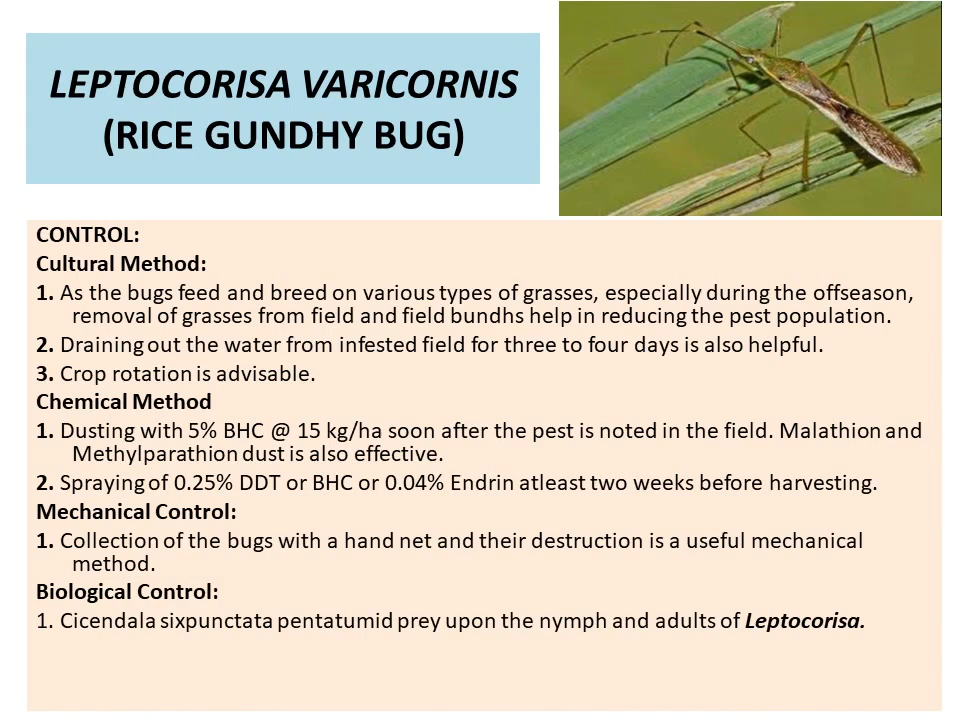 LEPTOCORISA VARICORNIS
(RICE GUNDHY BUG)
CONTROL:
Cultural Method:
1. As the bugs feed and breed on various types of grasses, especially during the offseason,
removal of grasses from field and field bundhs help in reducing the pest population.
2. Draining out the water from infested field for three to four days is also helpful.
3. Crop rotation is advisable.
Chemical Method
1. Dusting with 5% BHC @ 15 kg/ha soon after the pest is noted in the field. Malathion and
Methylparathion dust is also effective.
2. Spraying of 0.25% DDT or BHC or 0.04% Endrin atleast two weeks before harvesting.
Mechanical Control:
1. Collection of the bugs with a hand net and their destruction is a useful mechanical
method.
Biological Control:
1. Cicendala sixpunctata pentatumid prey upon the nymph and adults of Leptocorisa.